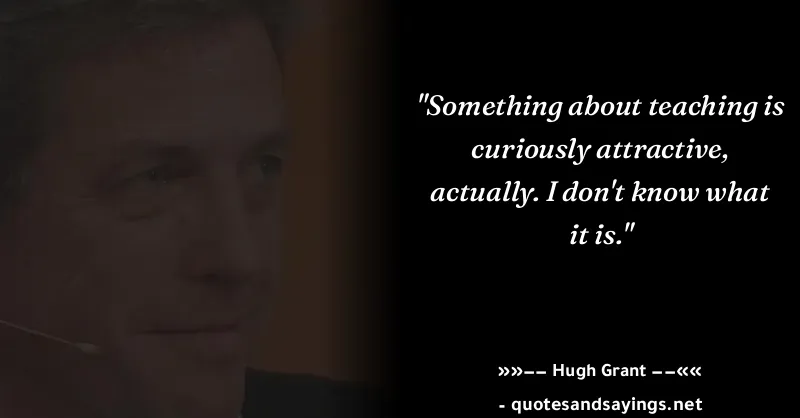 "Something about teaching is
curiously attractive,
actually. I don't know what
it is."
»»−− Hugh Grant −−««
- quotesandsayings.net